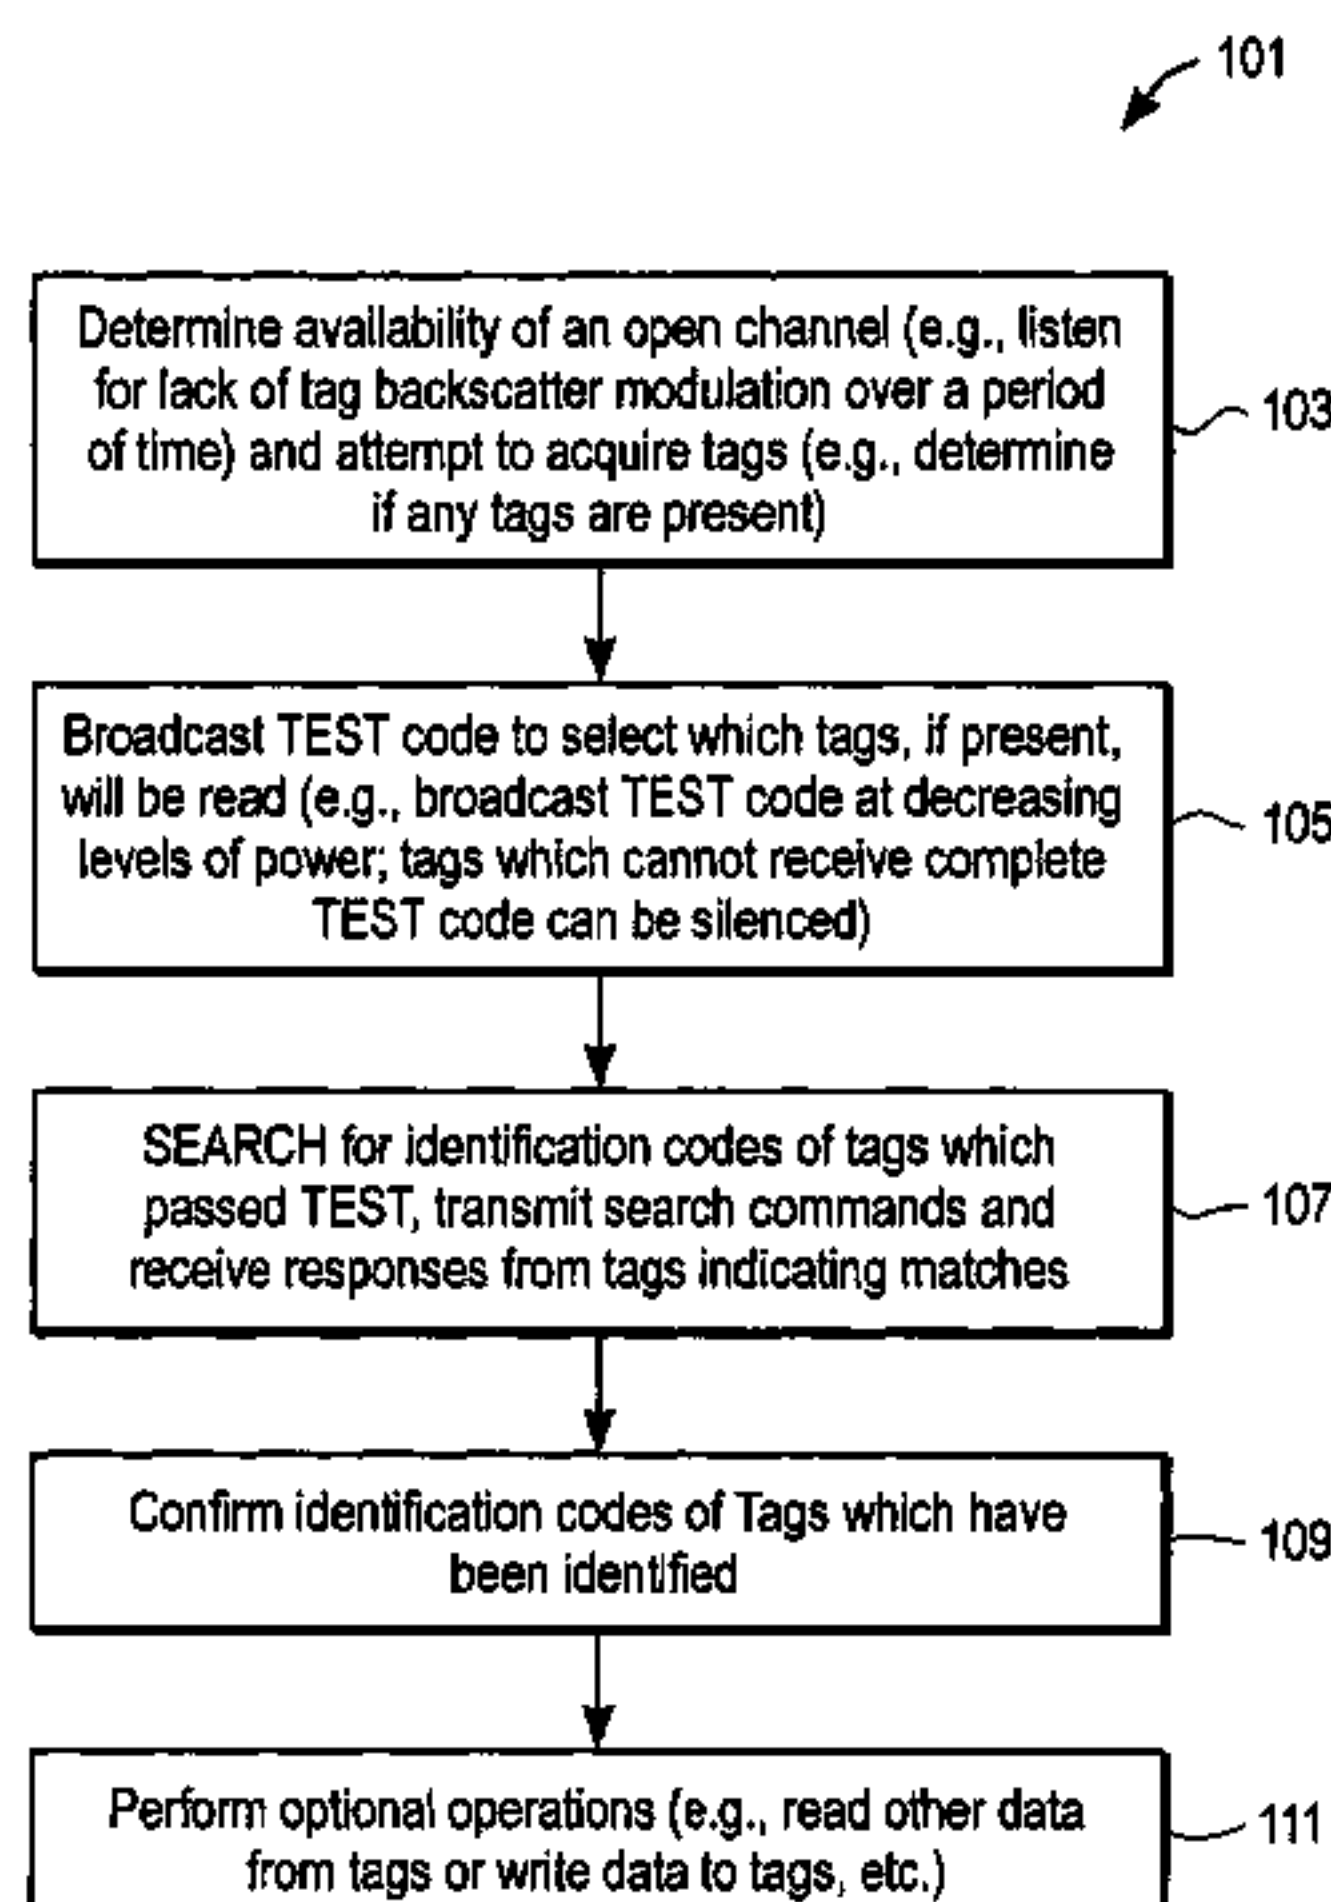 101
Determine availability of an open channel (e.g., listen
for lack of tag backscatter modulation over a period
of time) and attempt to acquire tags (e.g., determine
if any tags are present)
103
Broadcast TEST code to select which tags, if present,
will be read (e.g., broadcast TEST code at decreasing
levels of power; tags which cannot receive complete
TEST code can be silenced)
105
SEARCH for identification codes of tags which
passed TEST, transmit search commands and
receive responses from tags indicating matches
107
Confirm identification codes of Tags which have
been identified
109
Perform optional operations (e.g., read other data
from tags or write data to tags, etc.)
111